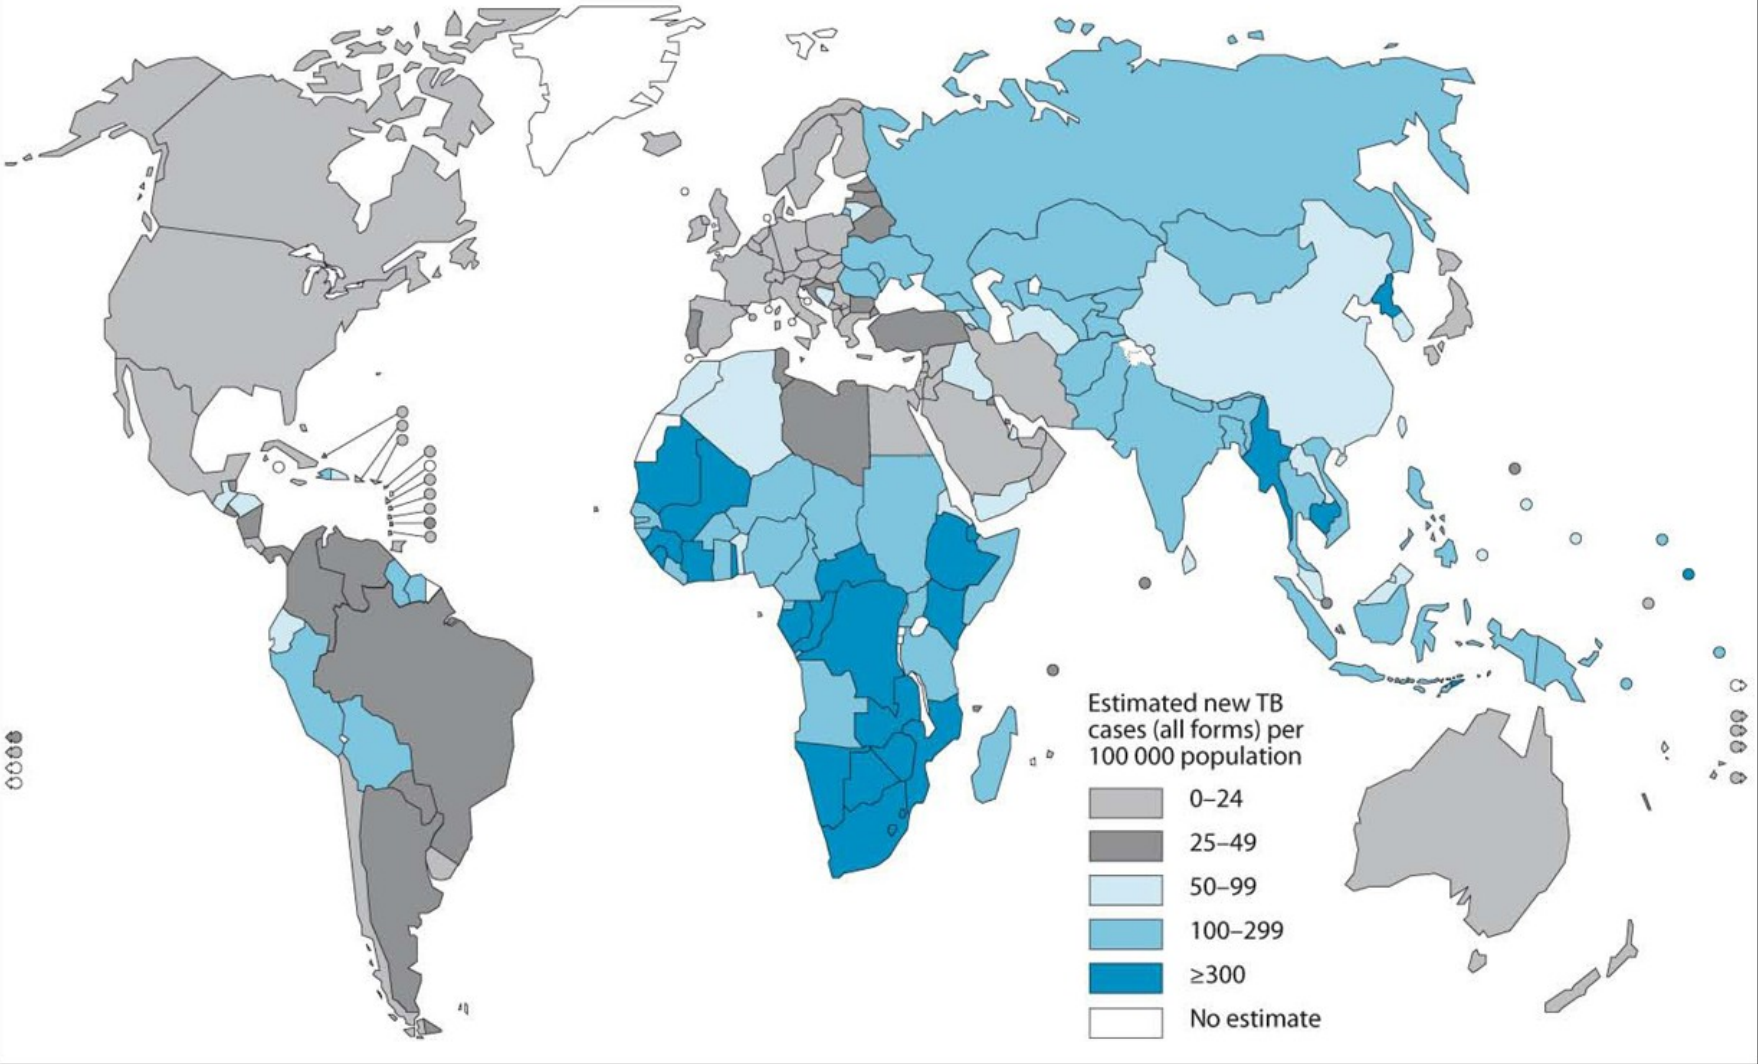 Estimated new TB
cases (all forms) per
100 000 population
0–24
25–49
50–99
100–299
≥300
No estimate